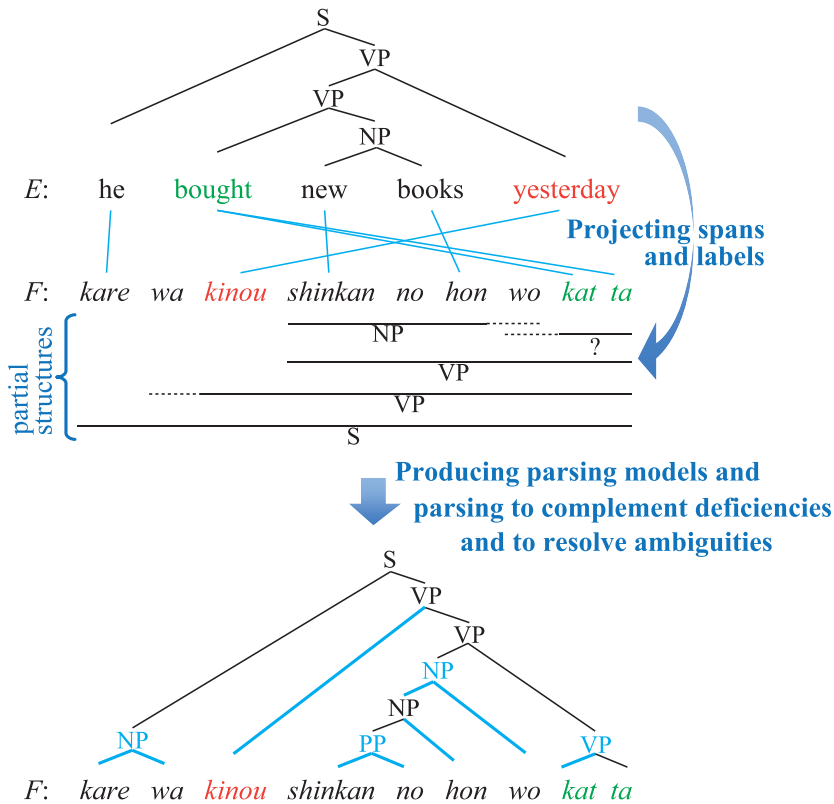 S
VP
VP
NP
E: he bought new books yesterday
Projecting spans
and labels
F: kare wa kinou shinkan no hon wo kat ta
partial
structures
NP
?
VP
VP
S
Producing parsing models and
parsing to complement deficiencies
and to resolve ambiguities
S
VP
VP
NP
NP
NP PP VP
F: kare wa kinou shinkan no hon wo kat ta